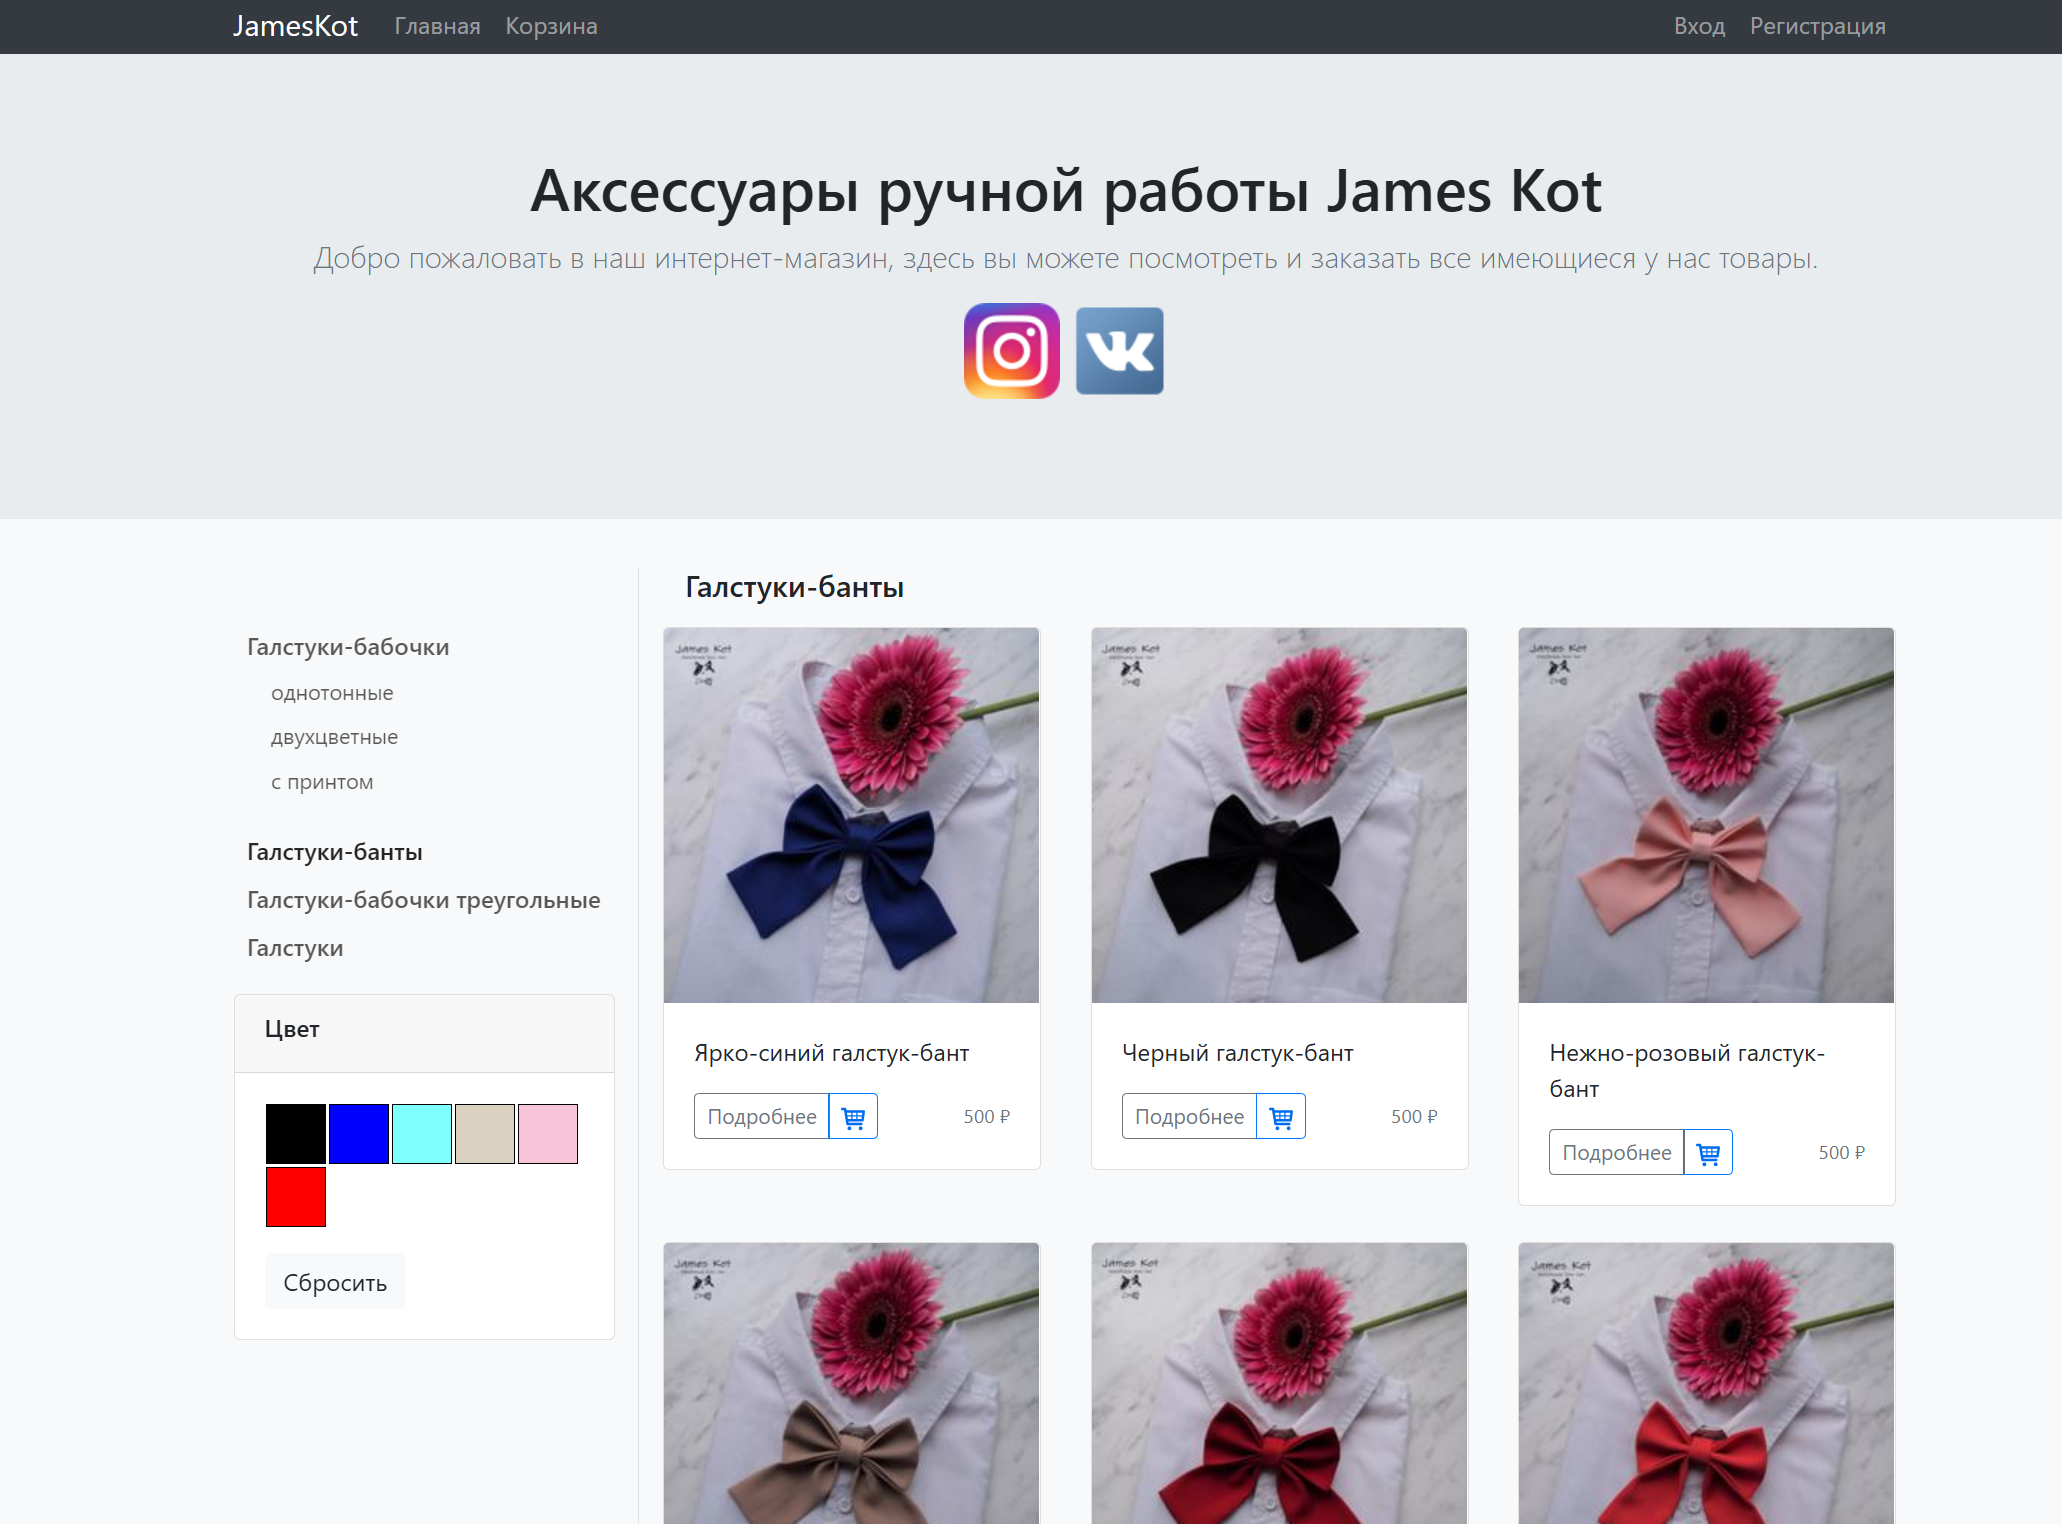 JamesKot Главная Корзина Вход Регистрация
Аксессуары ручной работы James Kot
Добро пожаловать в наш интернет-магазин, здесь вы можете посмотреть и заказать все имеющиеся у нас товары.
Галстуки-бабочки
однотонные
двухцветные
с принтом
Галстуки-банты
Галстуки-бабочки треугольные
Галстуки
Цвет
Сбросить
Галстуки-банты
James Kot
Ярко-синий галстук-бант
Подробнее 500 ₽
James Kot
Черный галстук-бант
Подробнее 500 ₽
James Kot
Нежно-розовый галстук-
бант
Подробнее 500 ₽
James Kot
James Kot
James Kot